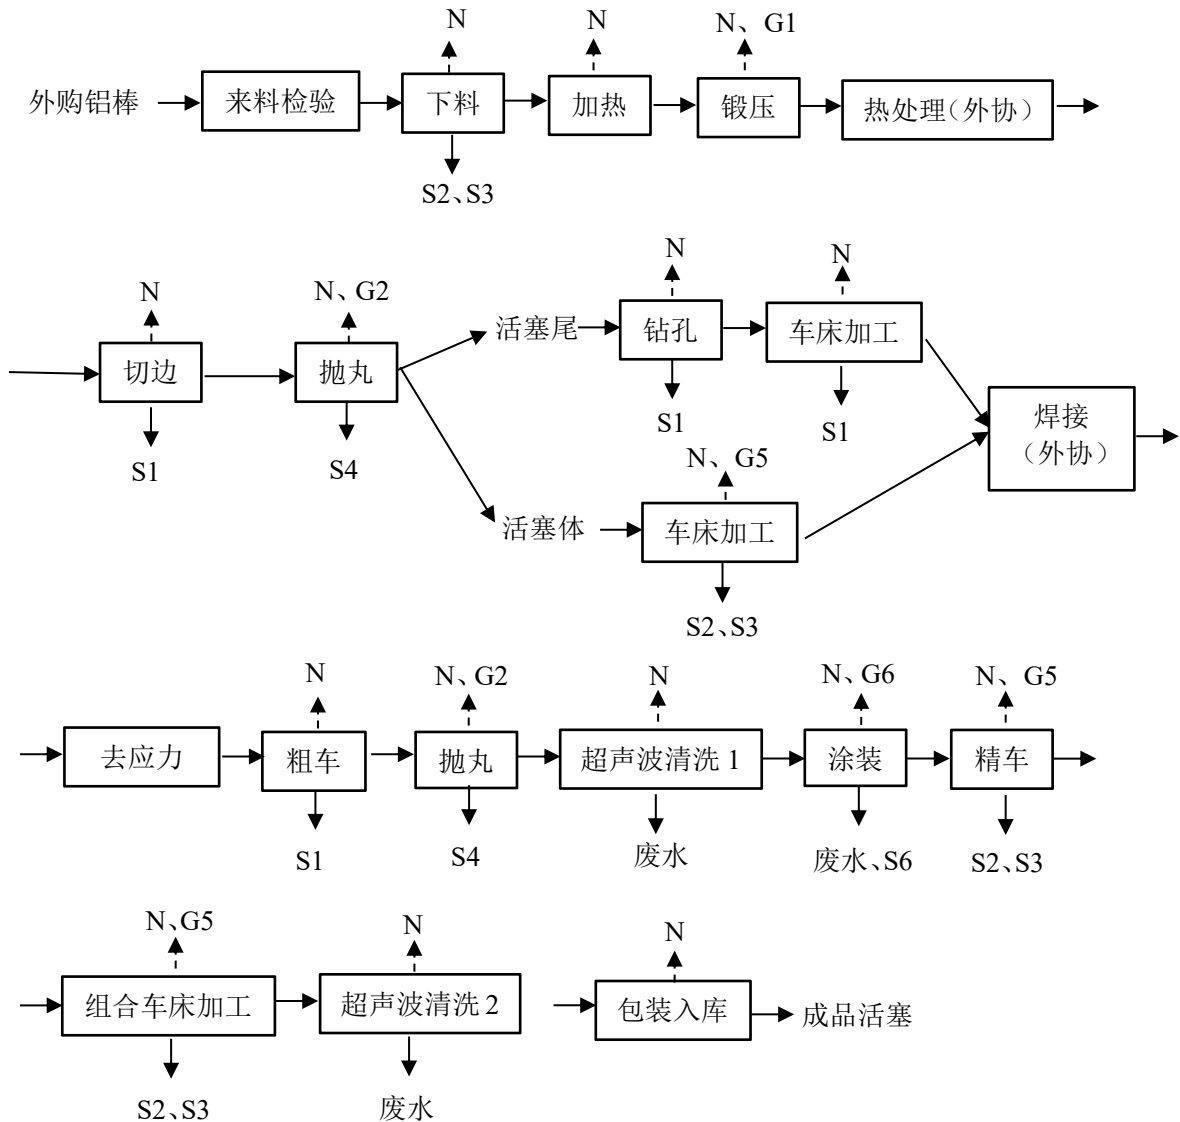 N
N
N、G1
外购铝棒
来料检验
下料
加热
锻压
热处理（外协）
S2、S3
N
N
N
N、G2
活塞尾
钻孔
车床加工
切边
抛丸
焊接
（外协）
S1
S1
S1
S4
N、G5
活塞体
车床加工
S2、S3
N
N、G2
N
N、G6
N、G5
去应力
粗车
抛丸
超声波清洗 1
涂装
精车
S1
S4
废水
废水、S6
S2、S3
N、G5
N
N
组合车床加工
超声波清洗 2
包装入库
成品活塞
S2、S3
废水